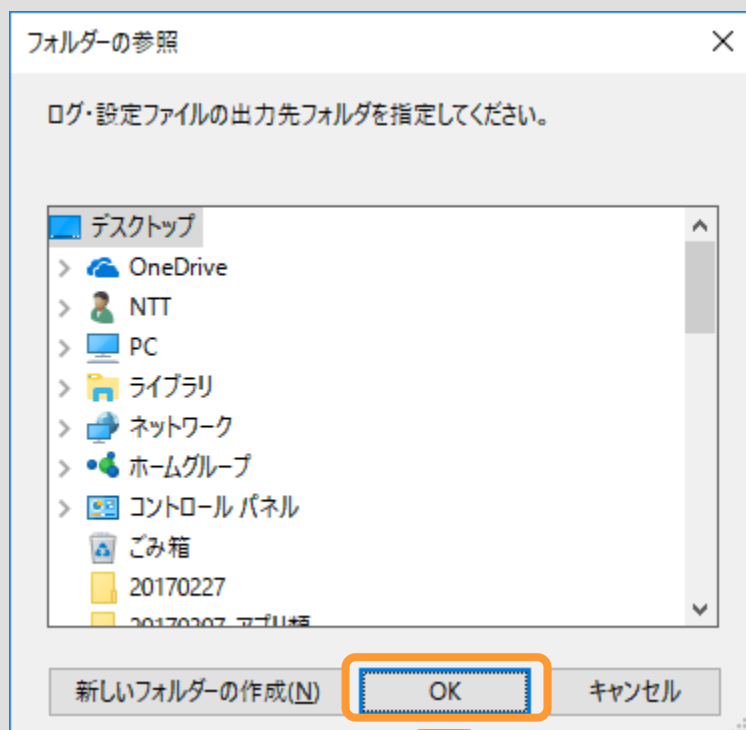 フォルダーの参照
ログ・設定ファイルの出力先フォルダを指定してください。
デスクトップ
OneDrive
NTT
PC
ライブラリ
ネットワーク
ホームグループ
コントロール パネル
ごみ箱
20170227
新しいフォルダーの作成(N)
OK
キャンセル